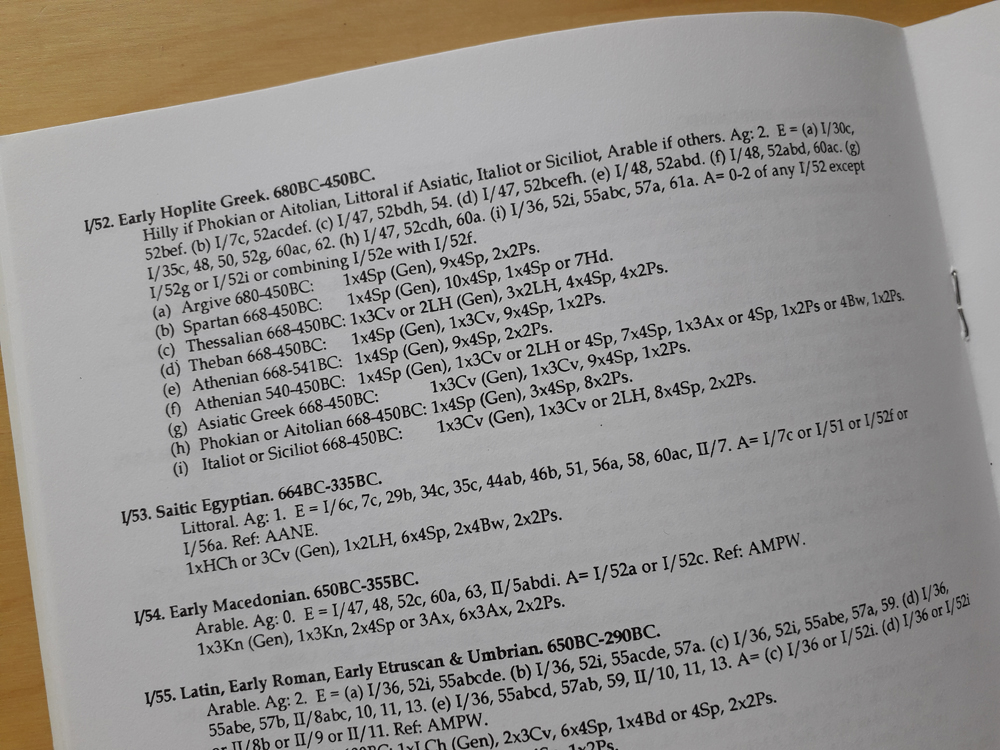 I/52. Early Hoplite Greek. 680BC-450BC.
Hilly if Phokian or Aitolian, Littoral if Asiatic, Italiot or Siciliot, Arable if others. Ag: 2. E = (a) I/30c,
52bef. (b) I/7c, 52acdef. (c) I/47, 52bdh, 54. (d) I/47, 52bcefh. (e) I/48, 52abd. (f) I/48, 52abd, 60ac. (g)
I/35c, 48, 50, 52g, 60ac, 62. (h) I/47, 52cdh, 60a. (i) I/36, 52i, 55abc, 57a, 61a. A= 0-2 of any I/52 except
I/52g or I/52i or combining I/52e with I/52f.
(a) Argive 680-450BC: 1x4Sp (Gen), 9x4Sp, 2x2Ps.
(b) Spartan 668-450BC: 1x4Sp (Gen), 10x4Sp, 1x4Sp or 7Hd.
(c) Thessalian 668-450BC: 1x3Cv or 2LH (Gen), 3x2LH, 4x4Sp, 4x2Ps.
(d) Theban 668-450BC: 1x4Sp (Gen), 1x3Cv, 9x4Sp, 1x2Ps.
(e) Athenian 668-541BC: 1x4Sp (Gen), 9x4Sp, 2x2Ps.
(f) Athenian 540-450BC: 1x4Sp (Gen), 1x3Cv or 2LH or 4Sp, 7x4Sp, 1x3Ax or 4Sp, 1x2Ps or 4Bw, 1x2Ps.
(g) Asiatic Greek 668-450BC: 1x3Cv (Gen), 1x3Cv, 9x4Sp, 1x2Ps.
(h) Phokian or Aitolian 668-450BC: 1x4Sp (Gen), 3x4Sp, 8x2Ps.
(i) Italiot or Siciliot 668-450BC: 1x3Cv (Gen), 1x3Cv or 2LH, 8x4Sp, 2x2Ps.
I/53. Saitic Egyptian. 664BC-335BC.
Littoral. Ag: 1. E = I/6c, 7c, 29b, 34c, 35c, 44ab, 46b, 51, 56a, 58, 60ac, II/7. A= I/7c or I/51 or I/52f or
I/56a. Ref: AANE.
1xHCh or 3Cv (Gen), 1x2LH, 6x4Sp, 2x4Bw, 2x2Ps.
I/54. Early Macedonian. 650BC-355BC.
Arable. Ag: 0. E = I/47, 48, 52c, 60a, 63, II/5abdi. A= I/52a or I/52c. Ref: AMPW.
1x3Kn (Gen), 1x3Kn, 2x4Sp or 3Ax, 6x3Ax, 2x2Ps.
I/55. Latin, Early Roman, Early Etruscan & Umbrian. 650BC-290BC.
Arable. Ag: 2. E = (a) I/36, 52i, 55abcde. (b) I/36, 52i, 55acde, 57a. (c) I/36, 52i, 55abe, 57a, 59. (d) I/36,
55abe, 57b, II/8abc, 10, 11, 13. (e) I/36, 55abcd, 57ab, 59, II/10, 11, 13. A= (c) I/36 or I/52i. (d) I/36 or I/52i
or II/8b or II/9 or II/11. Ref: AMPW.
(Gen), 2x3Cv, 6x4Sp, 1x4Bd or 4Sp, 2x2Ps.
1x2Ps.